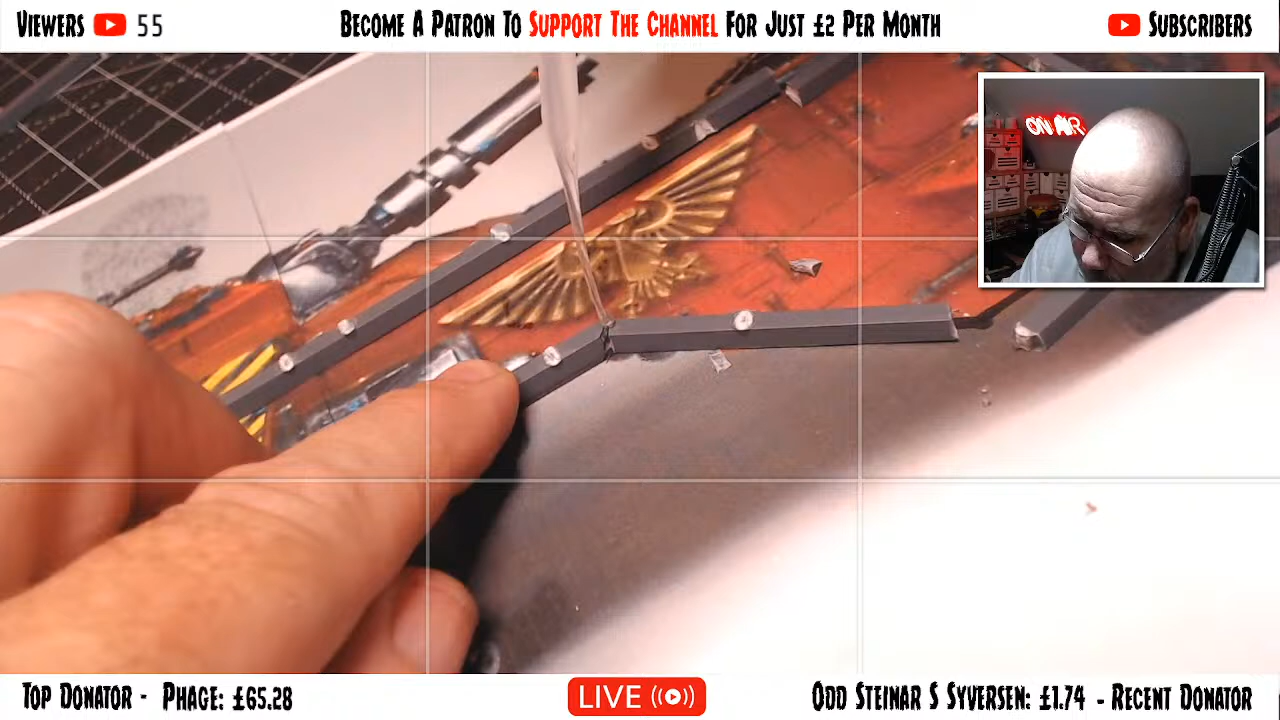 Viewers 55
Become A Patron To Support The Channel For Just £2 Per Month
Subscribers
ON AIR
Top Donator - Phage: £65.28
LIVE
Odd Steinar S Syversen: £1.74 - Recent Donator